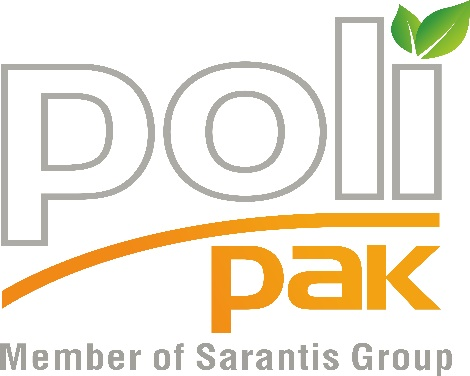 poli
pak
Member of Sarantis Group